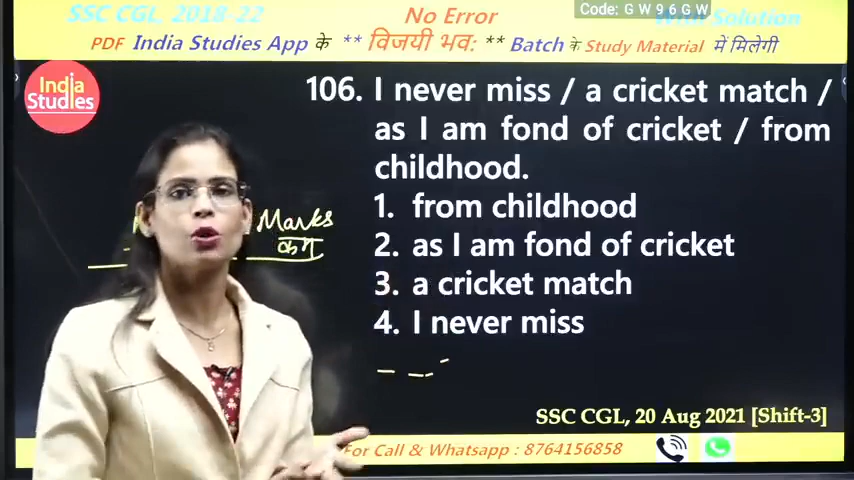 SSC CGL, 2018-22
No Error
Code: GW96GW
With Solution
PDF India Studies App के ** विजयी भव: ** Batch के Study Material में मिलेगी
India
Studies
106. I never miss / a cricket match /
as I am fond of cricket / from
childhood.
1. from childhood
2. as I am fond of cricket
3. a cricket match
4. I never miss
Marks
SSC CGL, 20 Aug 2021 [Shift-3]
For Call & Whatsapp : 8764156858